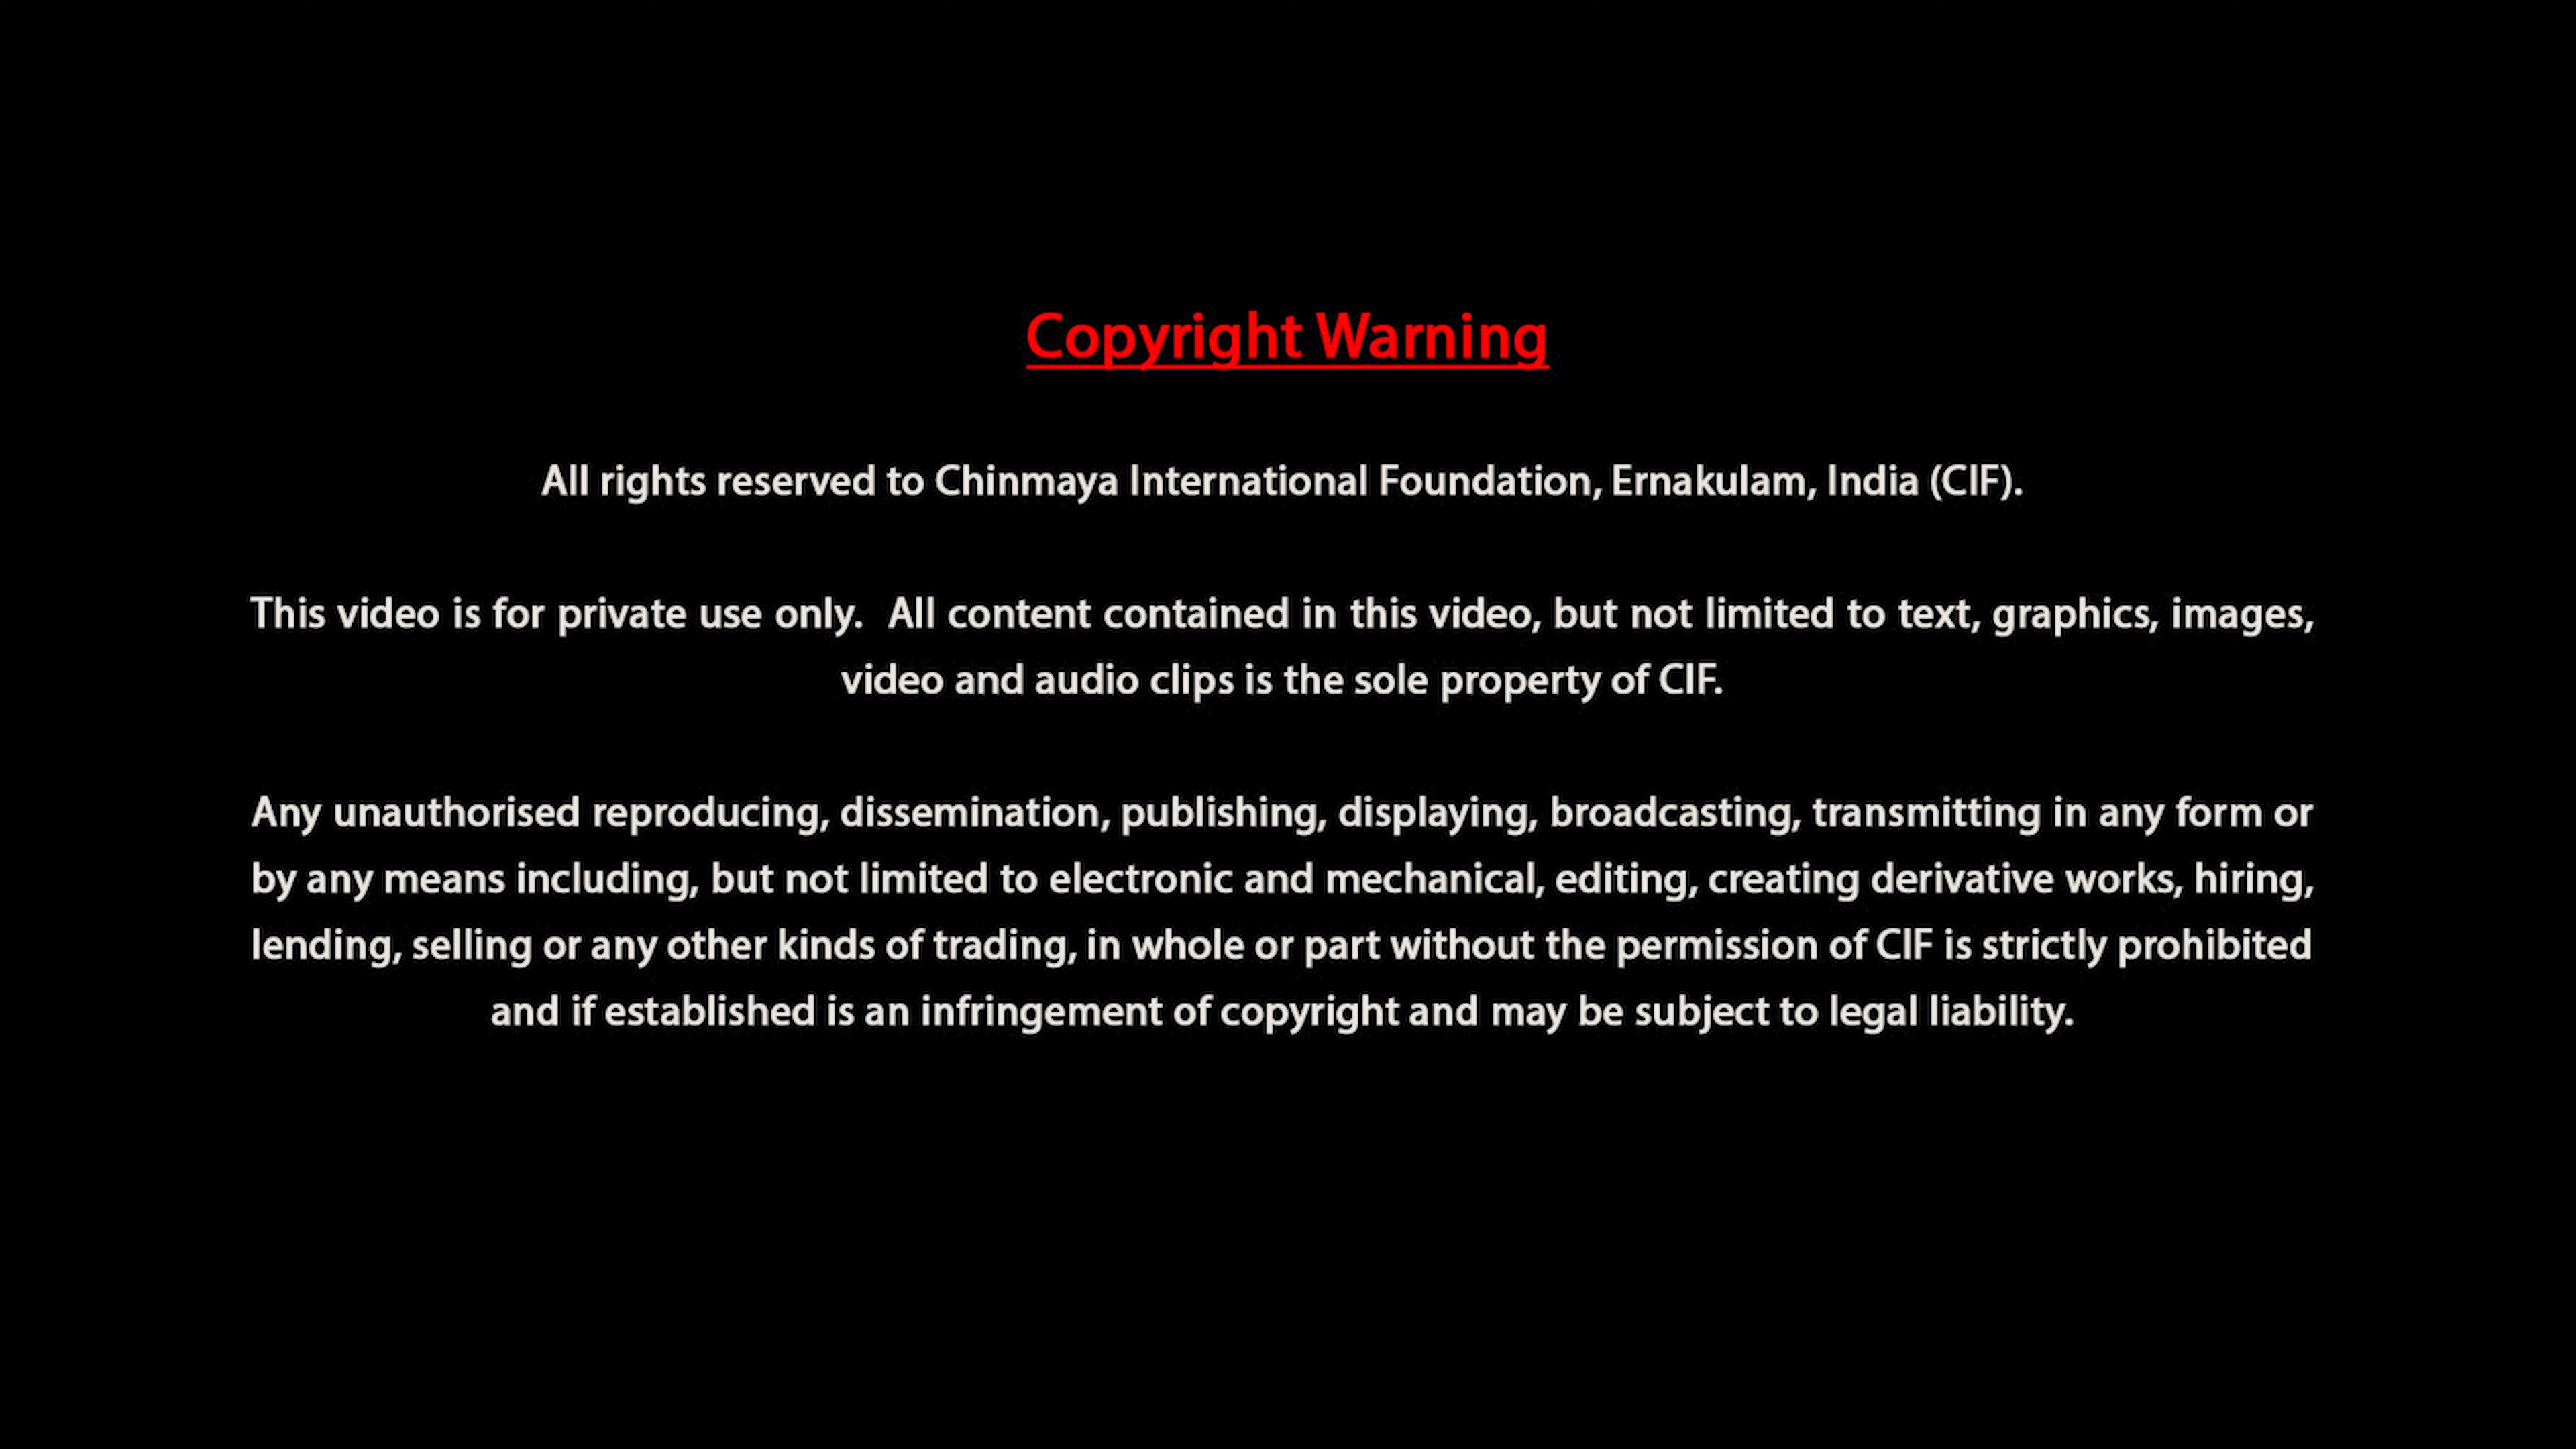 Copyright Warning
All rights reserved to Chinmaya International Foundation, Ernakulam, India (CIF).
This video is for private use only.  All content contained in this video, but not limited to text, graphics, images,
video and audio clips is the sole property of CIF.
Any unauthorised reproducing, dissemination, publishing, displaying, broadcasting, transmitting in any form or
by any means including, but not limited to electronic and mechanical, editing, creating derivative works, hiring,
lending, selling or any other kinds of trading, in whole or part without the permission of CIF is strictly prohibited
and if established is an infringement of copyright and may be subject to legal liability.